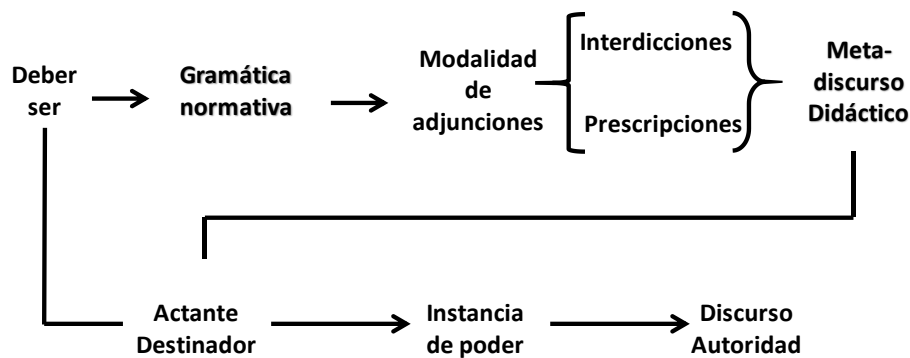 Deber
ser
Gramática
normativa
Modalidad
de
adjunciones
Interdicciones
Prescripciones
Meta-
discurso
Didáctico
Actante
Destinador
Instancia
de poder
Discurso
Autoridad